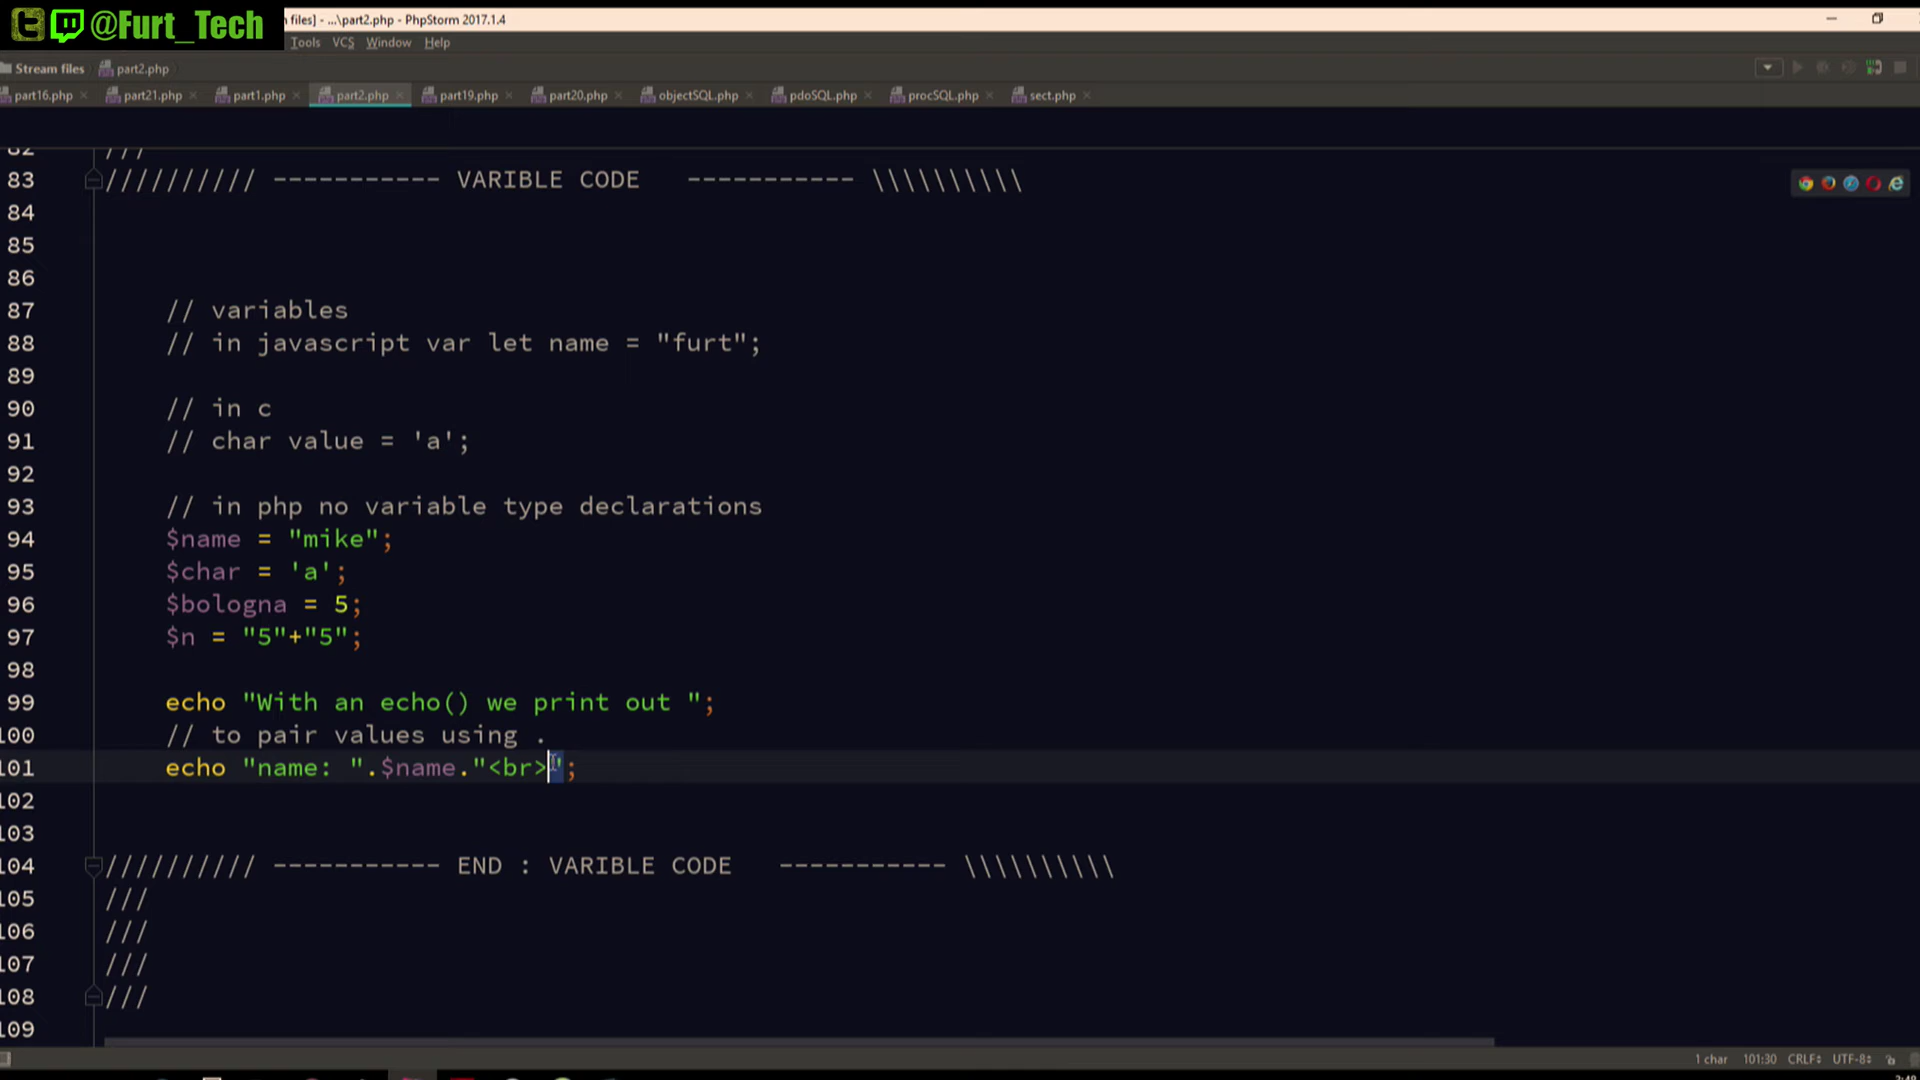 @Furt_Tech
n files] - ...\part2.php - PhpStorm 2017.1.4
Tools VCS Window Help
Stream files part2.php
part16.php part21.php part1.php part2.php part19.php part20.php objectSQL.php pdoSQL.php procSQL.php sect.php
82 ///
83 ////////// ----------- VARIBLE CODE ----------- \\\\\\\\\\
84
85
86
87 // variables
88 // in javascript var let name = "furt";
89
90 // in c
91 // char value = 'a';
92
93 // in php no variable type declarations
94 $name = "mike";
95 $char = 'a';
96 $bologna = 5;
97 $n = "5"+"5";
98
99 echo "With an echo() we print out ";
100 // to pair values using .
101 echo "name: ".$name."<br>";
102
103
104 ////////// ----------- END : VARIBLE CODE ----------- \\\\\\\\\\
105 ///
106 ///
107 ///
108 ///
109
1 char 101:30 CRLF UTF-8